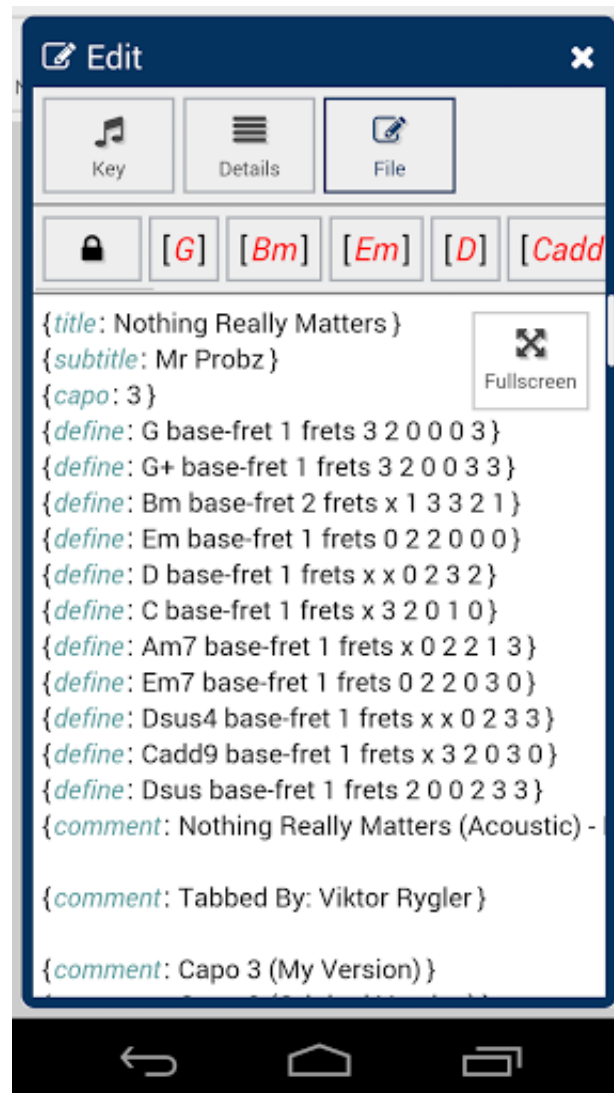 Edit
Key
Details
File
[G] [Bm] [Em] [D] [Cadd
{title: Nothing Really Matters}
{subtitle: Mr Probz}
Fullscreen
{capo: 3}
{define: G base-fret 1 frets 3 2 0 0 0 3}
{define: G+ base-fret 1 frets 3 2 0 0 3 3}
{define: Bm base-fret 2 frets x 1 3 3 2 1}
{define: Em base-fret 1 frets 0 2 2 0 0 0}
{define: D base-fret 1 frets x x 0 2 3 2}
{define: C base-fret 1 frets x 3 2 0 1 0}
{define: Am7 base-fret 1 frets x 0 2 2 1 3}
{define: Em7 base-fret 1 frets 0 2 2 0 3 0}
{define: Dsus4 base-fret 1 frets x x 0 2 3 3}
{define: Cadd9 base-fret 1 frets x 3 2 0 3 0}
{define: Dsus base-fret 1 frets 2 0 0 2 3 3}
{comment: Nothing Really Matters (Acoustic) -
{comment: Tabbed By: Viktor Rygler}
{comment: Capo 3 (My Version)}